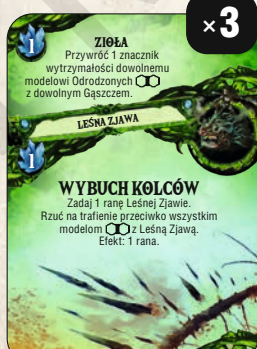 ×3
1
ZIOŁA
Przywróć 1 znacznik
wytrzymałości dowolnemu
modelowi Odrodzonych
z dowolnym Gąszczem.
LEŚNA ZJAWA
1
WYBUCH KOLCÓW
Zadaj 1 ranę Leśnej Zjawie.
Rzuć na trafienie przeciwko wszystkim
modelom z Leśną Zjawą.
Efekt: 1 rana.